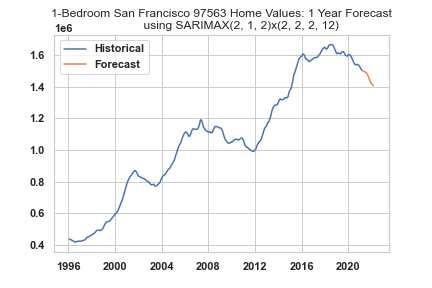 1-Bedroom San Francisco 97563 Home Values: 1 Year Forecast
using SARIMAX(2, 1, 2)x(2, 2, 2, 12)
1e6
Historical
Forecast
1.6
1.4
1.2
1.0
0.8
0.6
0.4
1996 2000 2004 2008 2012 2016 2020